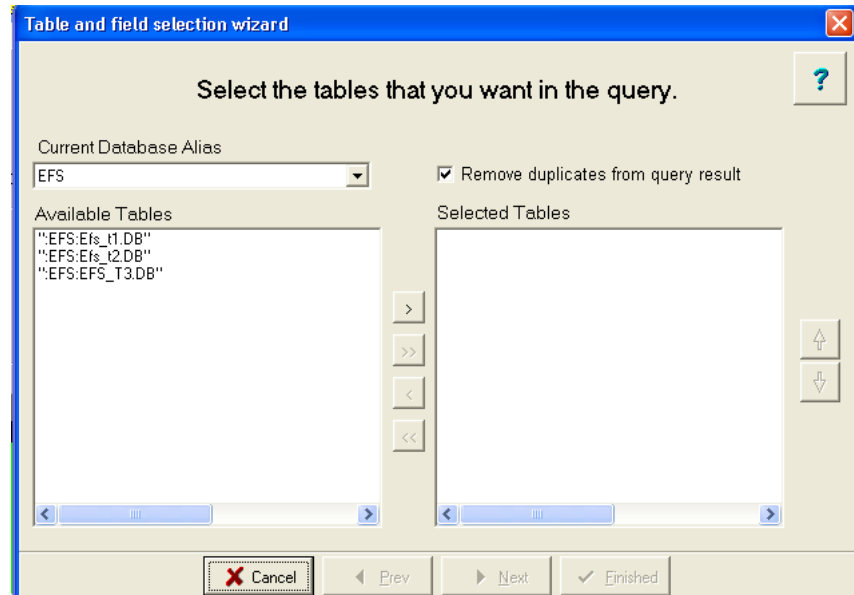 Table and field selection wizard
Select the tables that you want in the query.
?
Current Database Alias
EFS
Remove duplicates from query result
Available Tables
":EFS:Efs_t1.DB"
":EFS:Efs_t2.DB"
":EFS:EFS_T3.DB"
Selected Tables
>
>>
<
<<
Cancel
Prev
Next
Finished